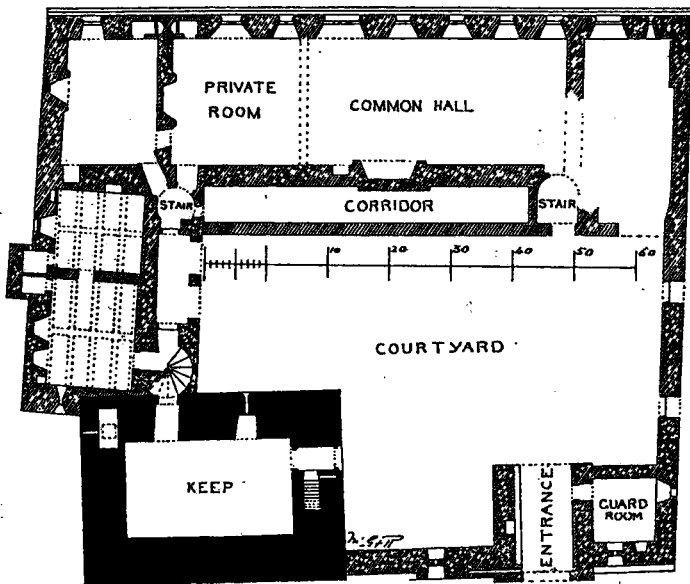 PRIVATE
ROOM
COMMON HALL
STAIR
CORRIDOR
STAIR
10 20 30 40 50 60
COURTYARD
KEEP
ENTRANCE
GUARD
ROOM